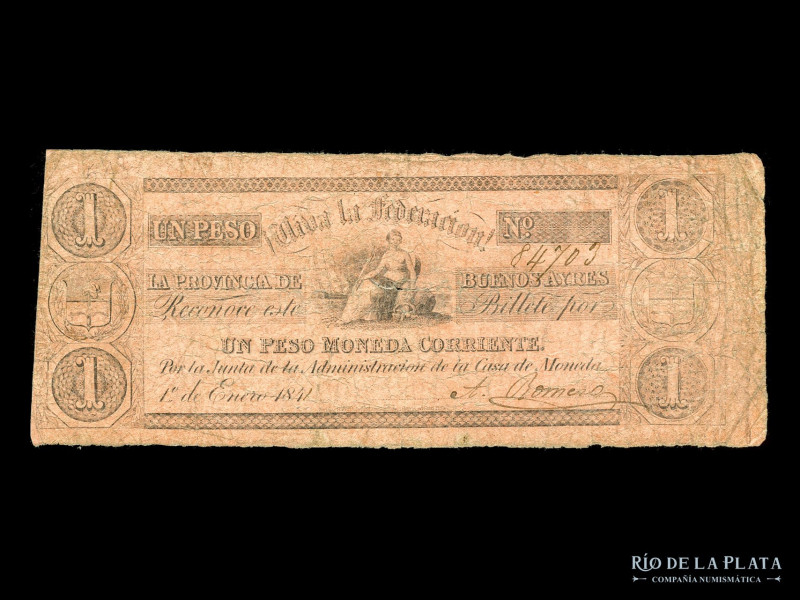 1 ¡Viva la Federacion! 1
UN PESO Nº
84703
LA PROVINCIA DE BUENOS AYRES
Reconoce este Billete por
UN PESO MONEDA CORRIENTE.
Por la Junta de la Administracion de la Casa de Moneda
1 1º de Enero 1841 A. Romero 1
RÍO DE LA PLATA
COMPAÑÍA NUMISMÁTICA